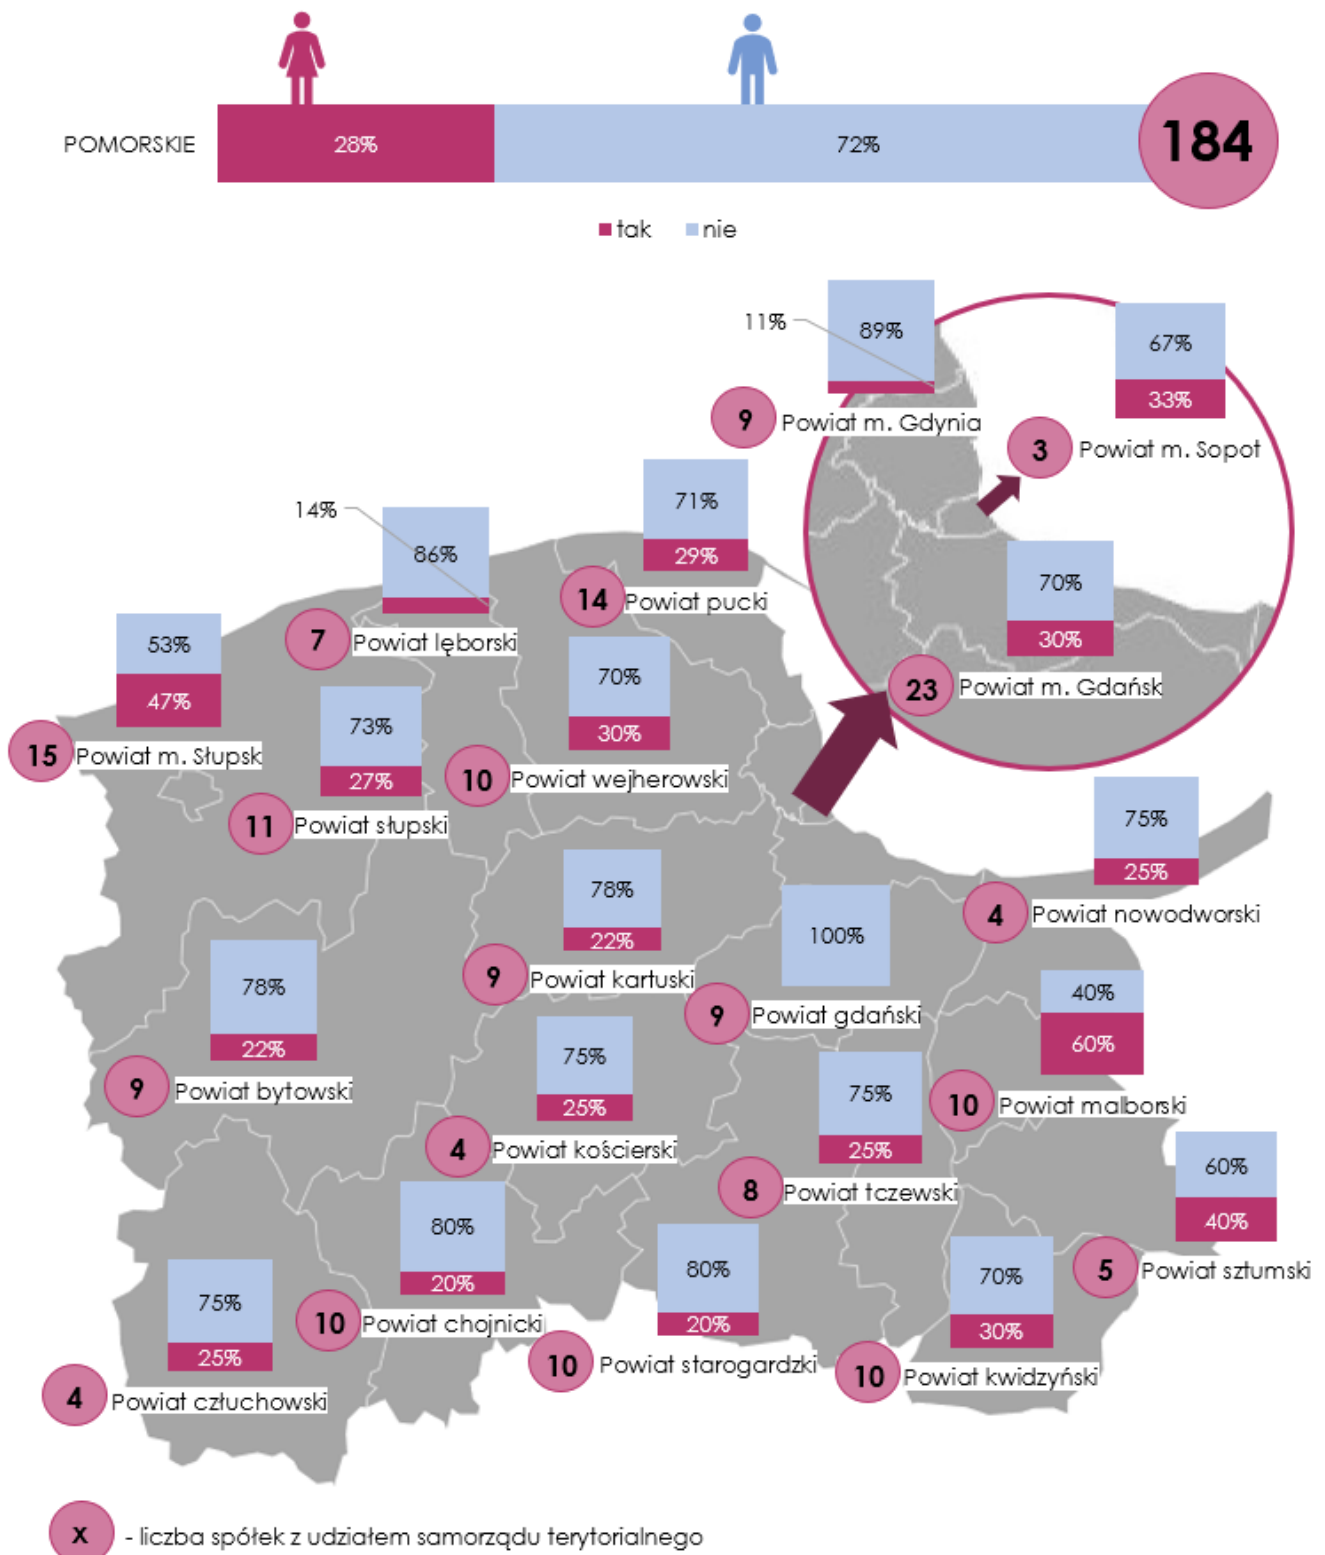 POMORSKIE
28%
72%
184
tak
nie
11%
89%
9
Powiat m. Gdynia
67%
33%
3
Powiat m. Sopot
70%
30%
23
Powiat m. Gdańsk
71%
29%
14
Powiat pucki
14%
86%
7
Powiat lęborski
53%
47%
15
Powiat m. Słupsk
73%
27%
11
Powiat słupski
70%
30%
10
Powiat wejherowski
75%
25%
4
Powiat nowodworski
78%
22%
9
Powiat kartuski
100%
9
Powiat gdański
78%
22%
9
Powiat bytowski
40%
60%
10
Powiat malborski
75%
25%
4
Powiat kościerski
75%
25%
8
Powiat tczewski
60%
40%
5
Powiat sztumski
80%
20%
10
Powiat chojnicki
80%
20%
10
Powiat starogardzki
70%
30%
10
Powiat kwidzyński
75%
25%
4
Powiat człuchowski
x - liczba spółek z udziałem samorządu terytorialnego